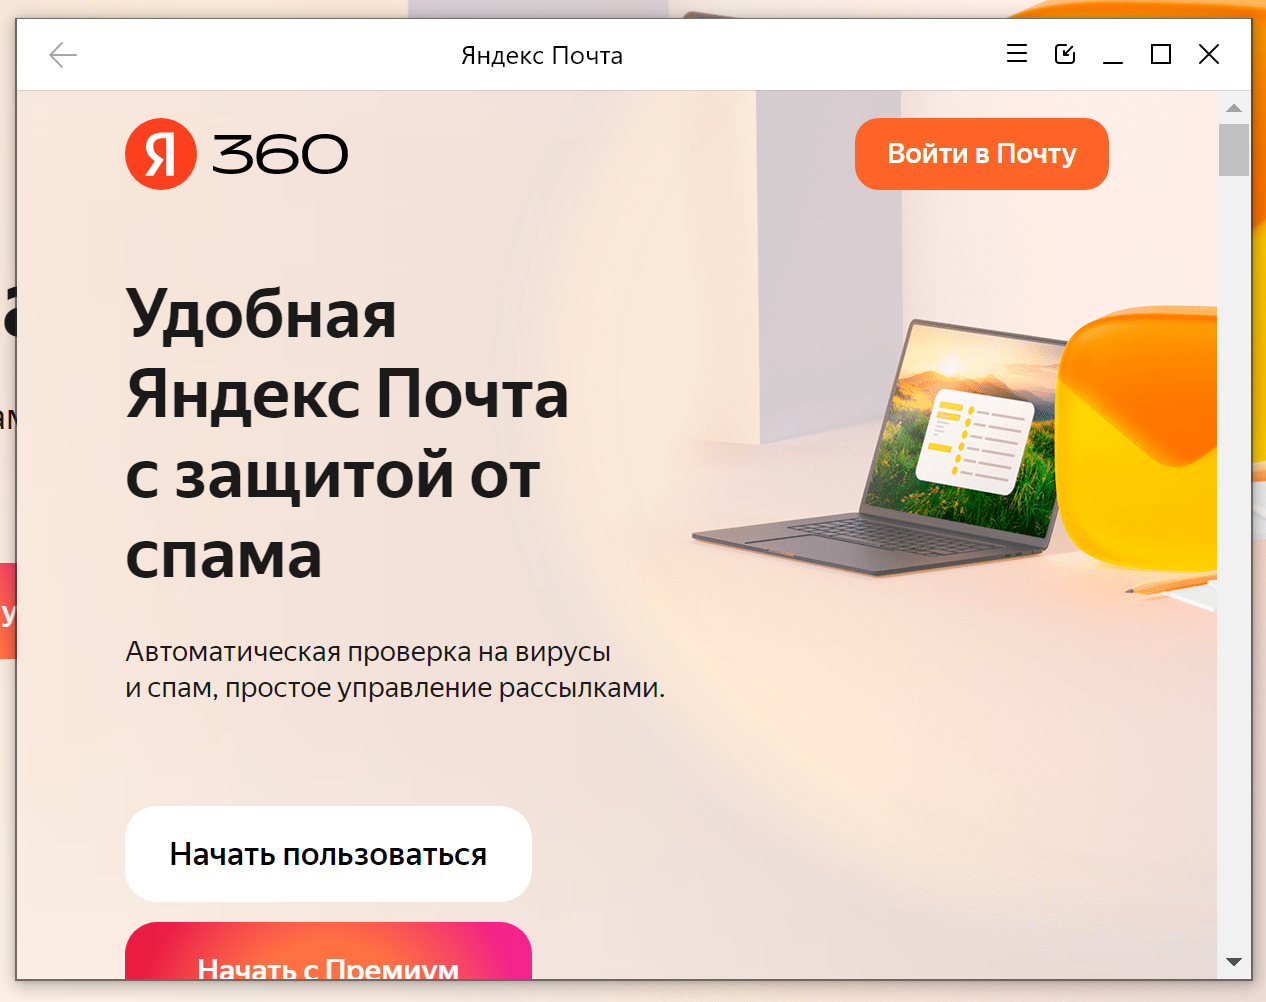 Яндекс Почта
Я 360
Войти в Почту
Удобная
Яндекс Почта
с защитой от
спама
Автоматическая проверка на вирусы
и спам, простое управление рассылками.
Начать пользоваться
Начать с Премиум